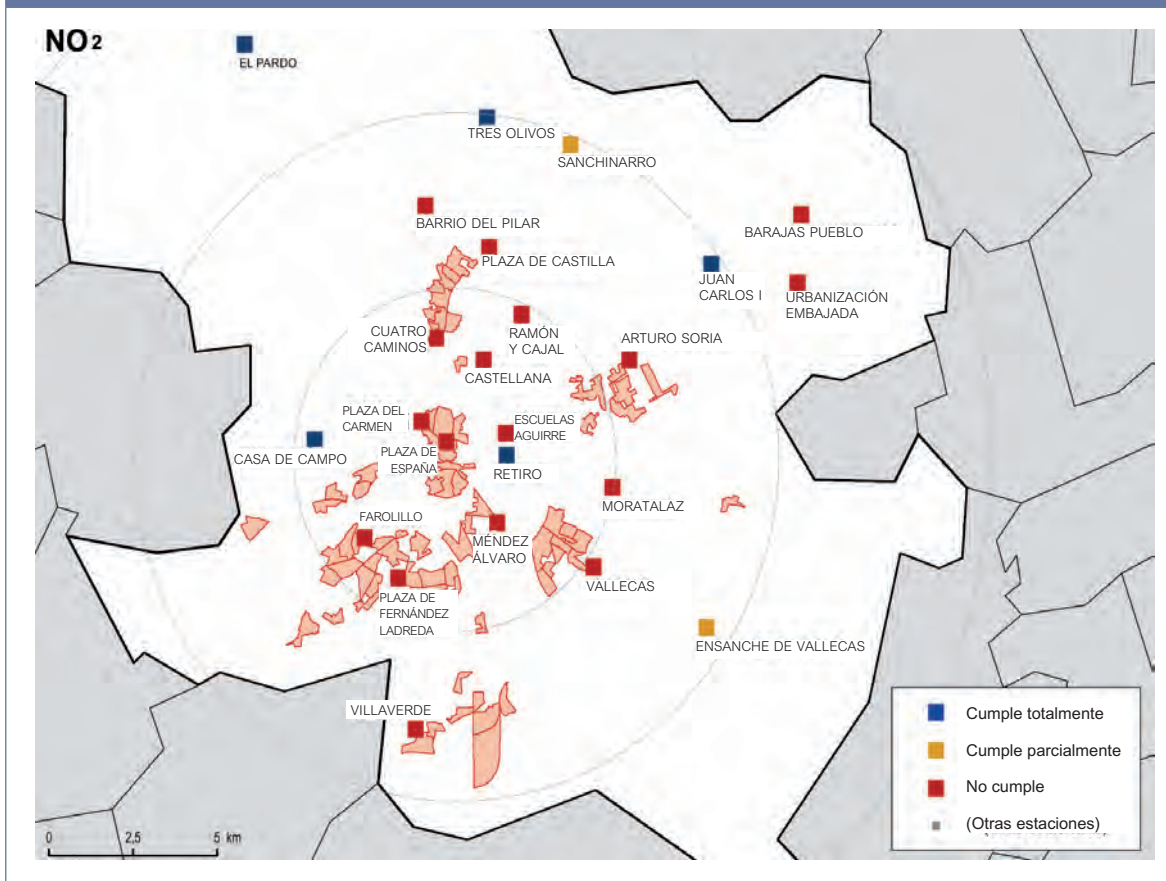 NO2
EL PARDO
TRES OLIVOS
SANCHINARRO
BARRIO DEL PILAR
BARAJAS PUEBLO
PLAZA DE CASTILLA
JUAN
CARLOS I
URBANIZACIÓN
EMBAJADA
CUATRO
CAMINOS
RAMÓN
Y CAJAL
ARTURO SORIA
CASTELLANA
PLAZA DEL
CARMEN
ESCUELAS
AGUIRRE
CASA DE CAMPO
PLAZA DE
ESPAÑA
RETIRO
MORATALAZ
FAROLILLO
MÉNDEZ
ÁLVARO
VALLECAS
PLAZA DE
FERNÁNDEZ
LADREDA
ENSANCHE DE VALLECAS
VILLAVERDE
Cumple totalmente
Cumple parcialmente
No cumple
(Otras estaciones)
0 2,5 5 km